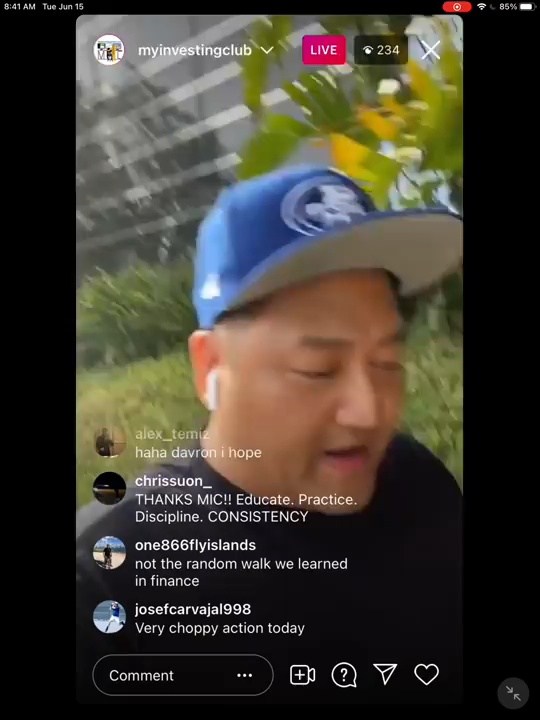 8:41 AM Tue Jun 15
85%
myinvestingclub
LIVE
234
alex_temiz
haha davron i hope
chrissuon_
THANKS MIC!! Educate. Practice.
Discipline. CONSISTENCY
one866flyislands
not the random walk we learned
in finance
josefcarvajal998
Very choppy action today
Comment